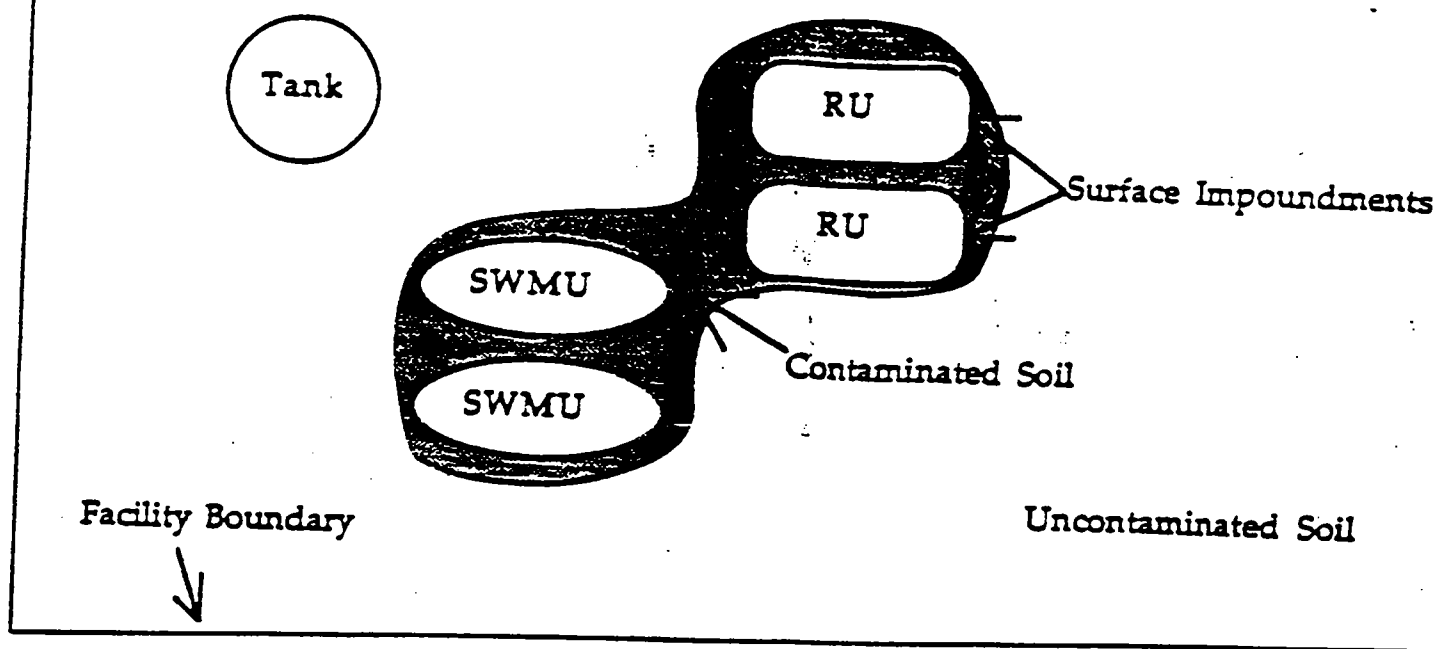 Tank
RU
Surface Impoundments
RU
SWMU
Contaminated Soil
SWMU
Facility Boundary
Uncontaminated Soil